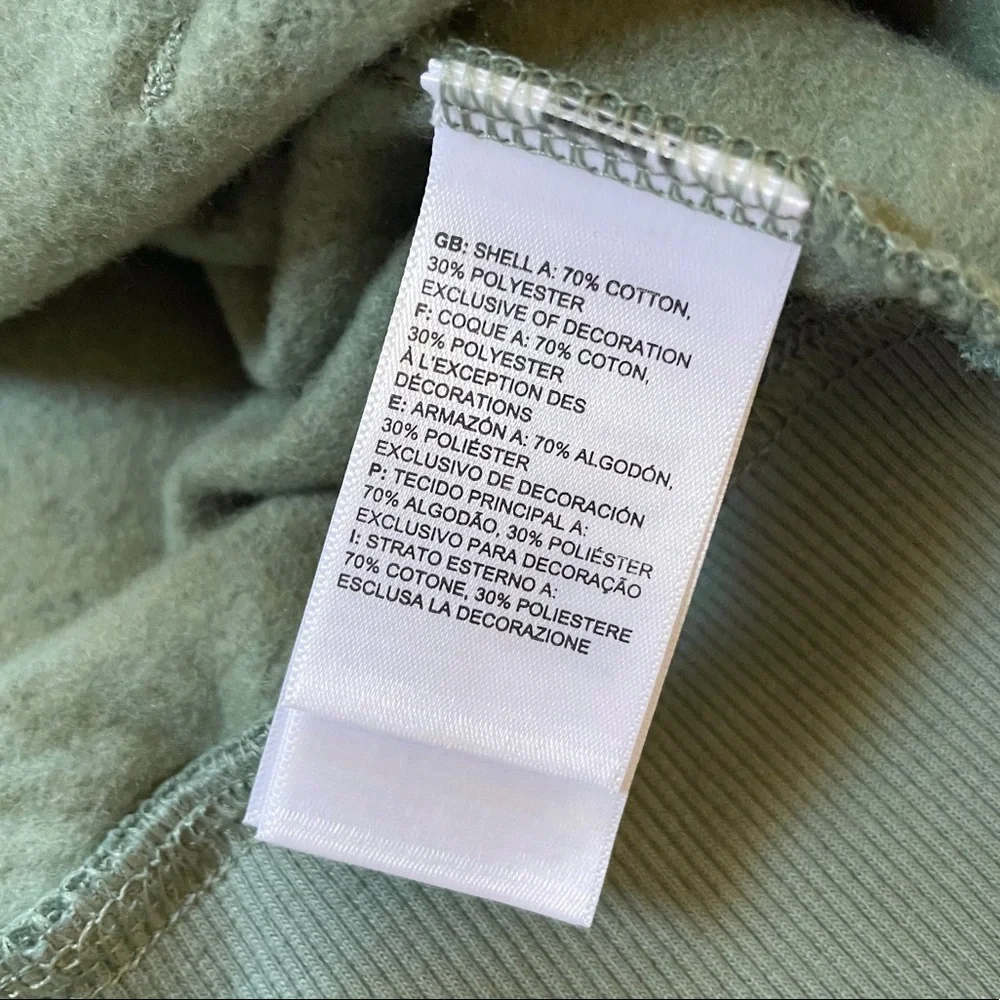 GB: SHELL A: 70% COTTON,
30% POLYESTER
EXCLUSIVE OF DECORATION
F: COQUE A: 70% COTON,
30% POLYESTER
À L'EXCEPTION DES
DÉCORATIONS
E: ARMAZÓN A: 70% ALGODÓN,
30% POLIÉSTER
EXCLUSIVO DE DECORACIÓN
P: TECIDO PRINCIPAL A:
70% ALGODÃO, 30% POLIÉSTER
EXCLUSIVO PARA DECORAÇÃO
I: STRATO ESTERNO A:
70% COTONE, 30% POLIESTERE
ESCLUSA LA DECORAZIONE